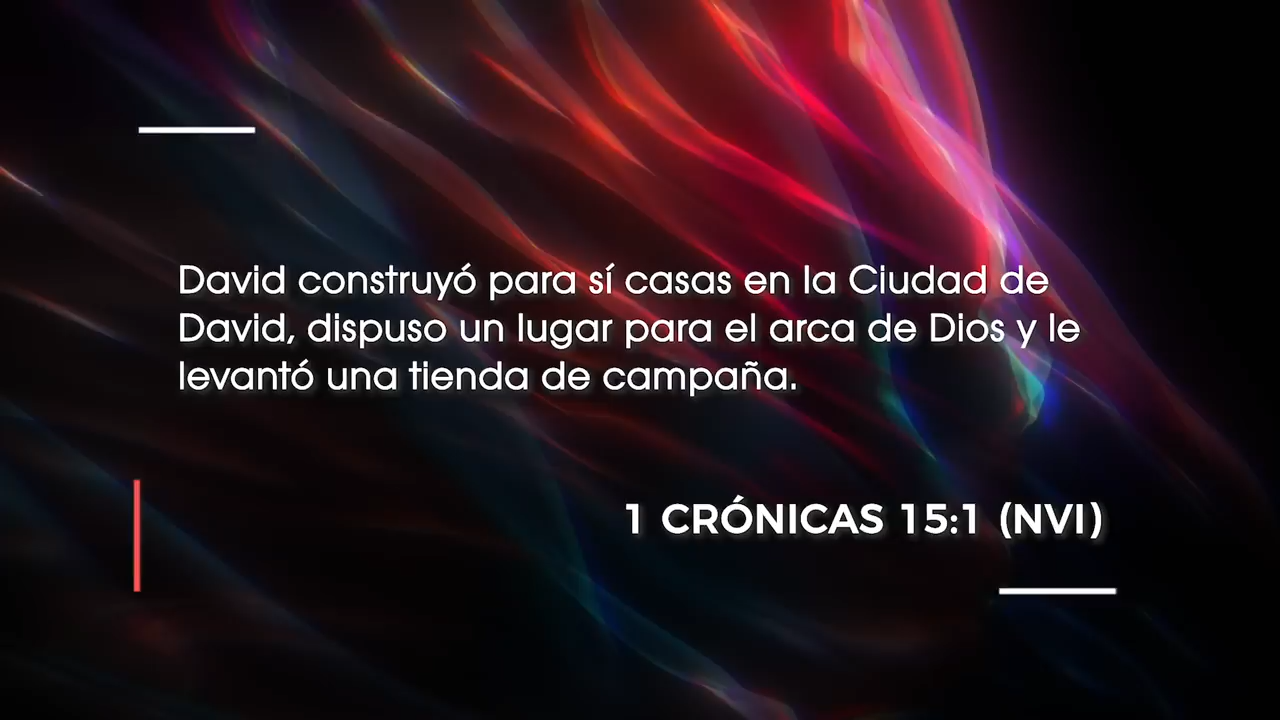 David construyó para sí casas en la Ciudad de
David, dispuso un lugar para el arca de Dios y le
levantó una tienda de campaña.
1 CRÓNICAS 15:1 (NVI)